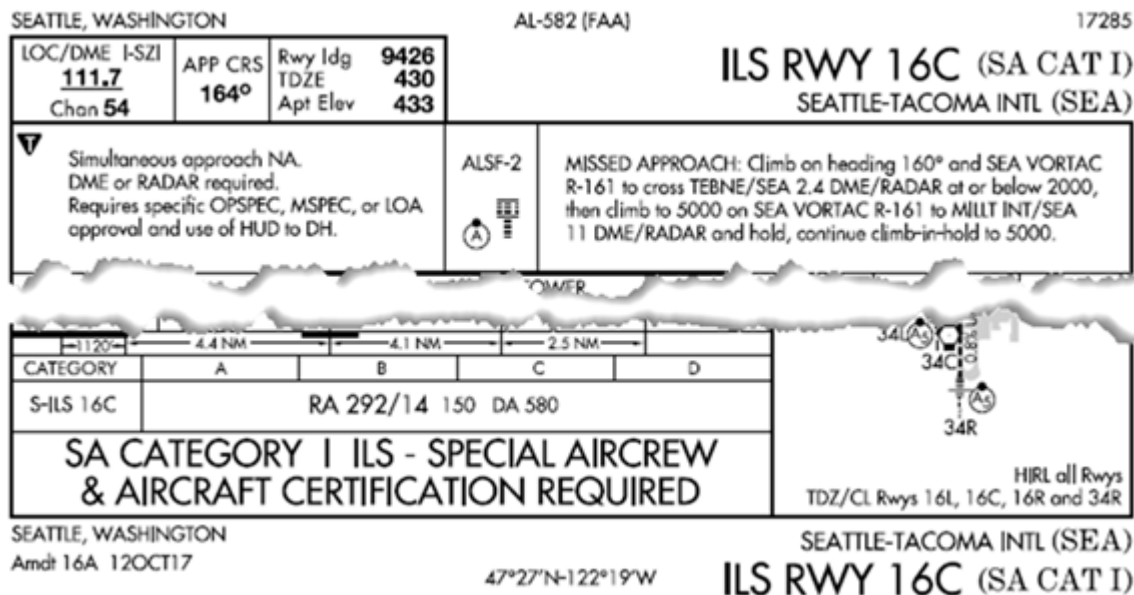 SEATTLE, WASHINGTON
AL-582 (FAA)
17285
LOC/DME I-SZI
111.7
Chan 54
APP CRS
164°
Rwy ldg 9426
TDZE 430
Apt Elev 433
ILS RWY 16C (SA CAT I)
SEATTLE-TACOMA INTL (SEA)
T
Simultaneous approach NA.
DME or RADAR required.
Requires specific OPSPEC, MSPEC, or LOA
approval and use of HUD to DH.
ALSF-2
A
MISSED APPROACH: Climb on heading 160° and SEA VORTAC
R-161 to cross TEBNE/SEA 2.4 DME/RADAR at or below 2000,
then climb to 5000 on SEA VORTAC R-161 to MILLT INT/SEA
11 DME/RADAR and hold, continue climb-in-hold to 5000.
TOWER
1120' 4.4 NM 4.1 NM 2.5 NM
CATEGORY A B C D
S-ILS 16C RA 292/14 150 DA 580
SA CATEGORY I ILS - SPECIAL AIRCREW
& AIRCRAFT CERTIFICATION REQUIRED
34L A5
34C
0.8%
A5
34R
HIRL all Rwys
TDZ/CL Rwys 16L, 16C, 16R and 34R
SEATTLE, WASHINGTON
Amdt 16A 12OCT17
47°27'N-122°19'W
SEATTLE-TACOMA INTL (SEA)
ILS RWY 16C (SA CAT I)